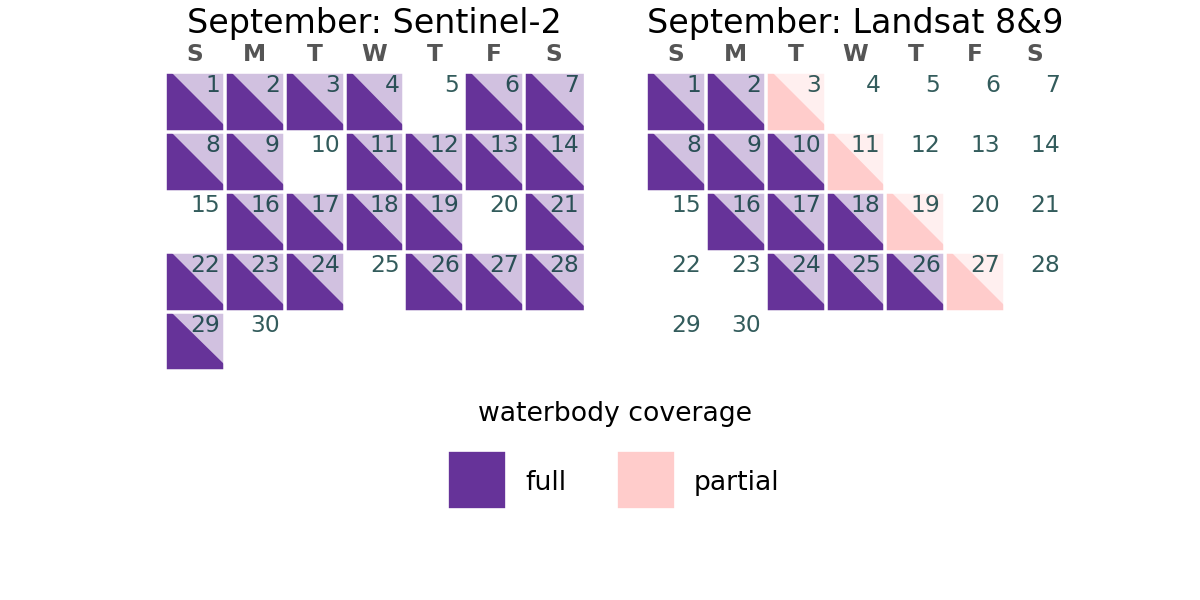 September: Sentinel-2
S M T W T F S
1 2 3 4 5 6 7
8 9 10 11 12 13 14
15 16 17 18 19 20 21
22 23 24 25 26 27 28
29 30
September: Landsat 8&9
S M T W T F S
1 2 3 4 5 6 7
8 9 10 11 12 13 14
15 16 17 18 19 20 21
22 23 24 25 26 27 28
29 30
waterbody coverage
full partial